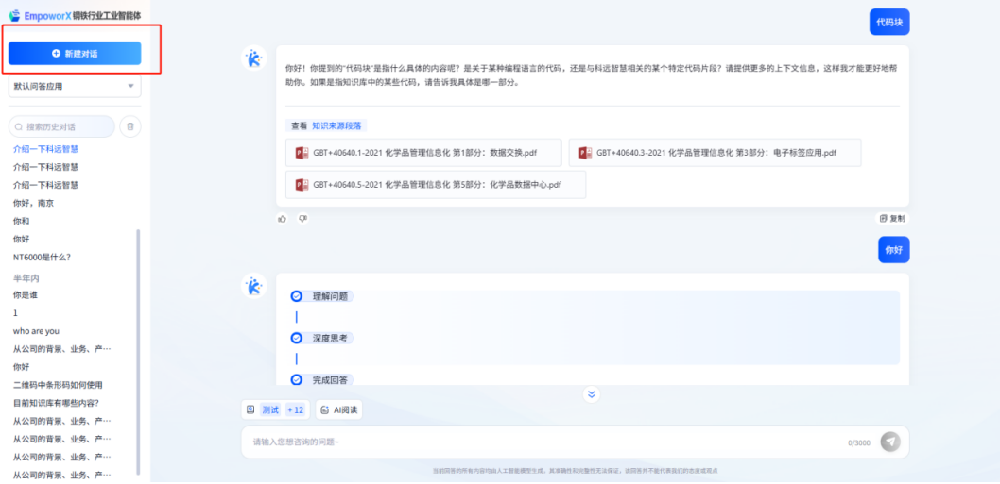 EmpoworX钢铁行业工业智能体
新建对话
默认问答应用
搜索历史对话
介绍一下科远智慧
介绍一下科远智慧
介绍一下科远智慧
你好，南京
你和
你好
NT6000是什么？
半年内
你是谁
1
who are you
从公司的背景、业务、产…
你好
二维码中条形码如何使用
目前知识库有哪些内容？
从公司的背景、业务、产…
从公司的背景、业务、产…
从公司的背景、业务、产…
从公司的背景、业务、产…
代码块
你好！你提到的“代码块”是指什么具体的内容呢？是关于某种编程语言的代码，还是与科远智慧相关的某个特定代码片段？请提供更多的上下文信息，这样我才能更好地帮
助你。如果是指知识库中的某些代码，请告诉我具体是哪一部分。
查看 知识来源段落
GBT+40640.1-2021 化学品管理信息化 第1部分：数据交换.pdf
GBT+40640.3-2021 化学品管理信息化 第3部分：电子标签应用.pdf
GBT+40640.5-2021 化学品管理信息化 第5部分：化学品数据中心.pdf
复制
你好
理解问题
深度思考
完成回答
测试 +12 AI阅读
请输入您想咨询的问题~
0/3000
当前回答的所有内容均由人工智能模型生成，其准确性和完整性无法保证，该回答并不能代表我们的态度或观点